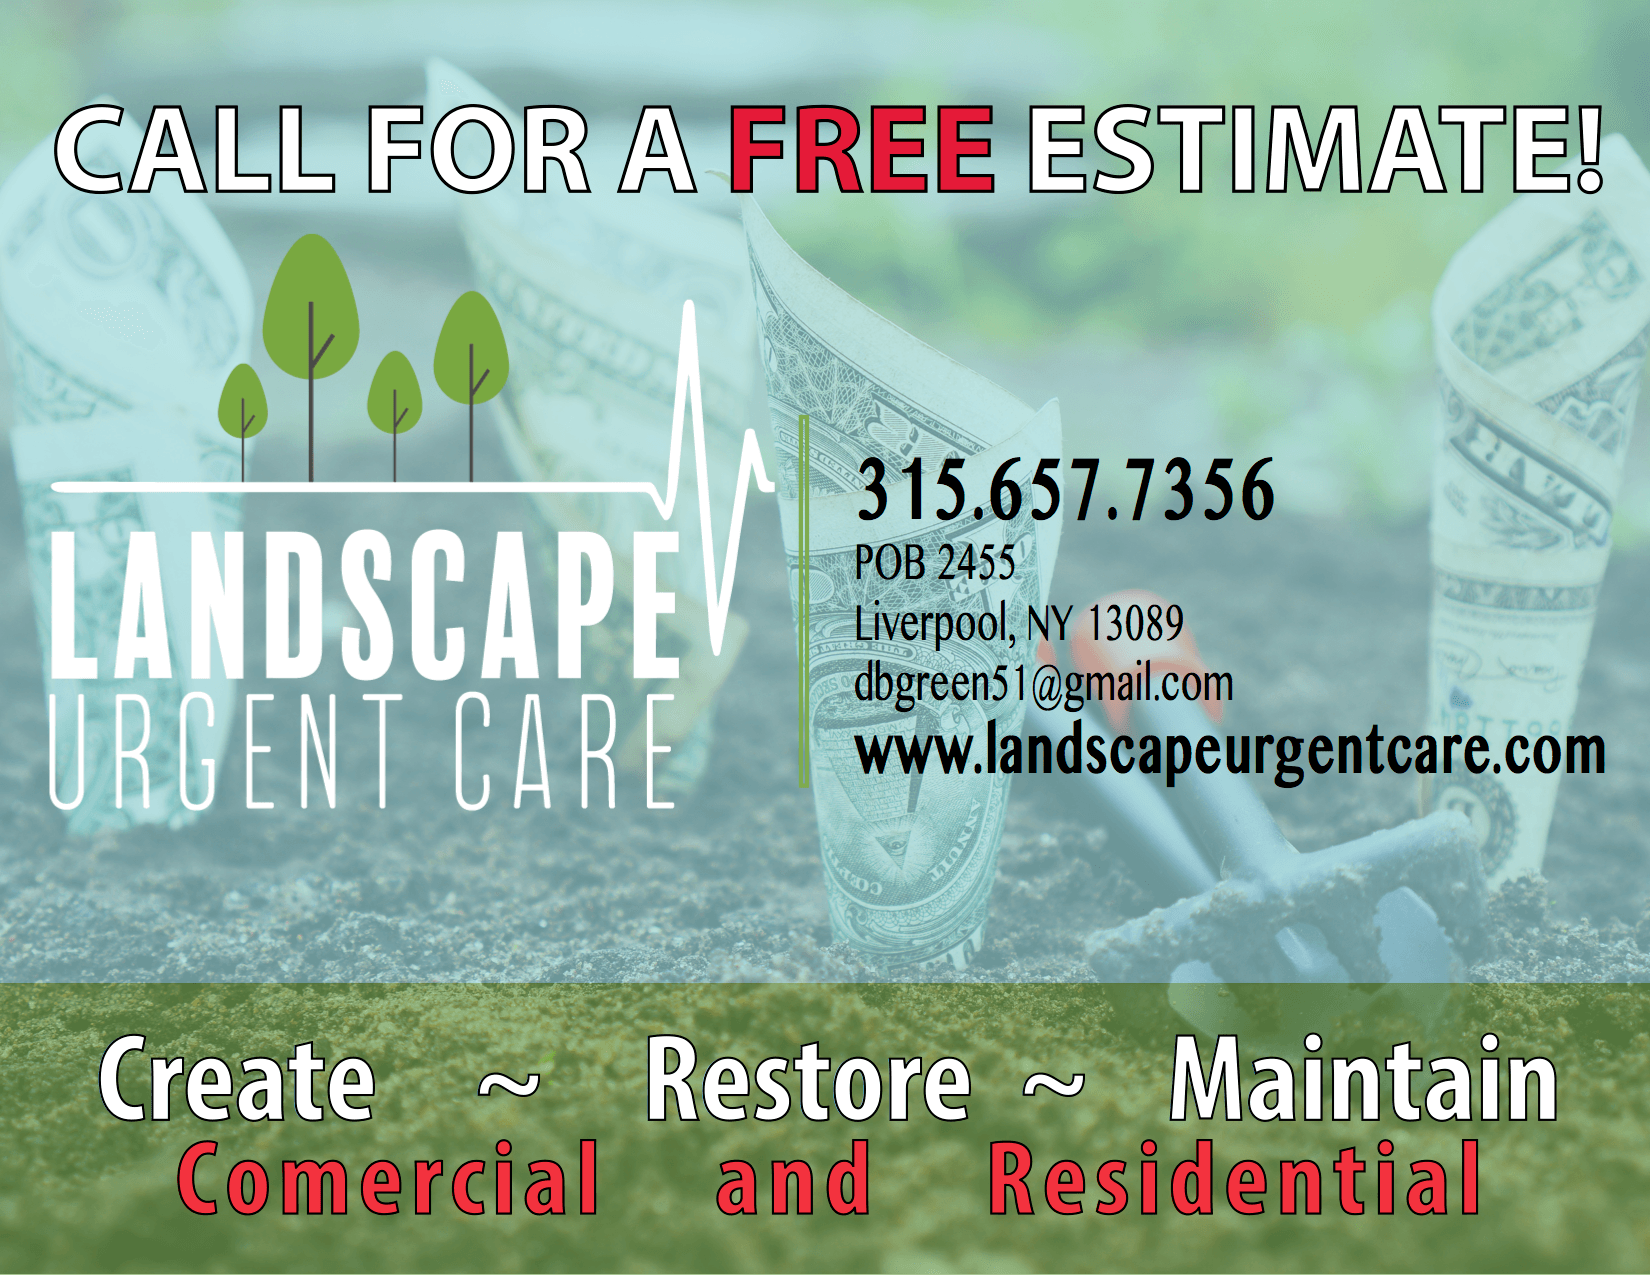 CALL FOR A FREE ESTIMATE!
LANDSCAPE
URGENT CARE
315.657.7356
POB 2455
Liverpool, NY 13089
dbgreen51@gmail.com
www.landscapeurgentcare.com
Create ~ Restore ~ Maintain
Comercial and Residential